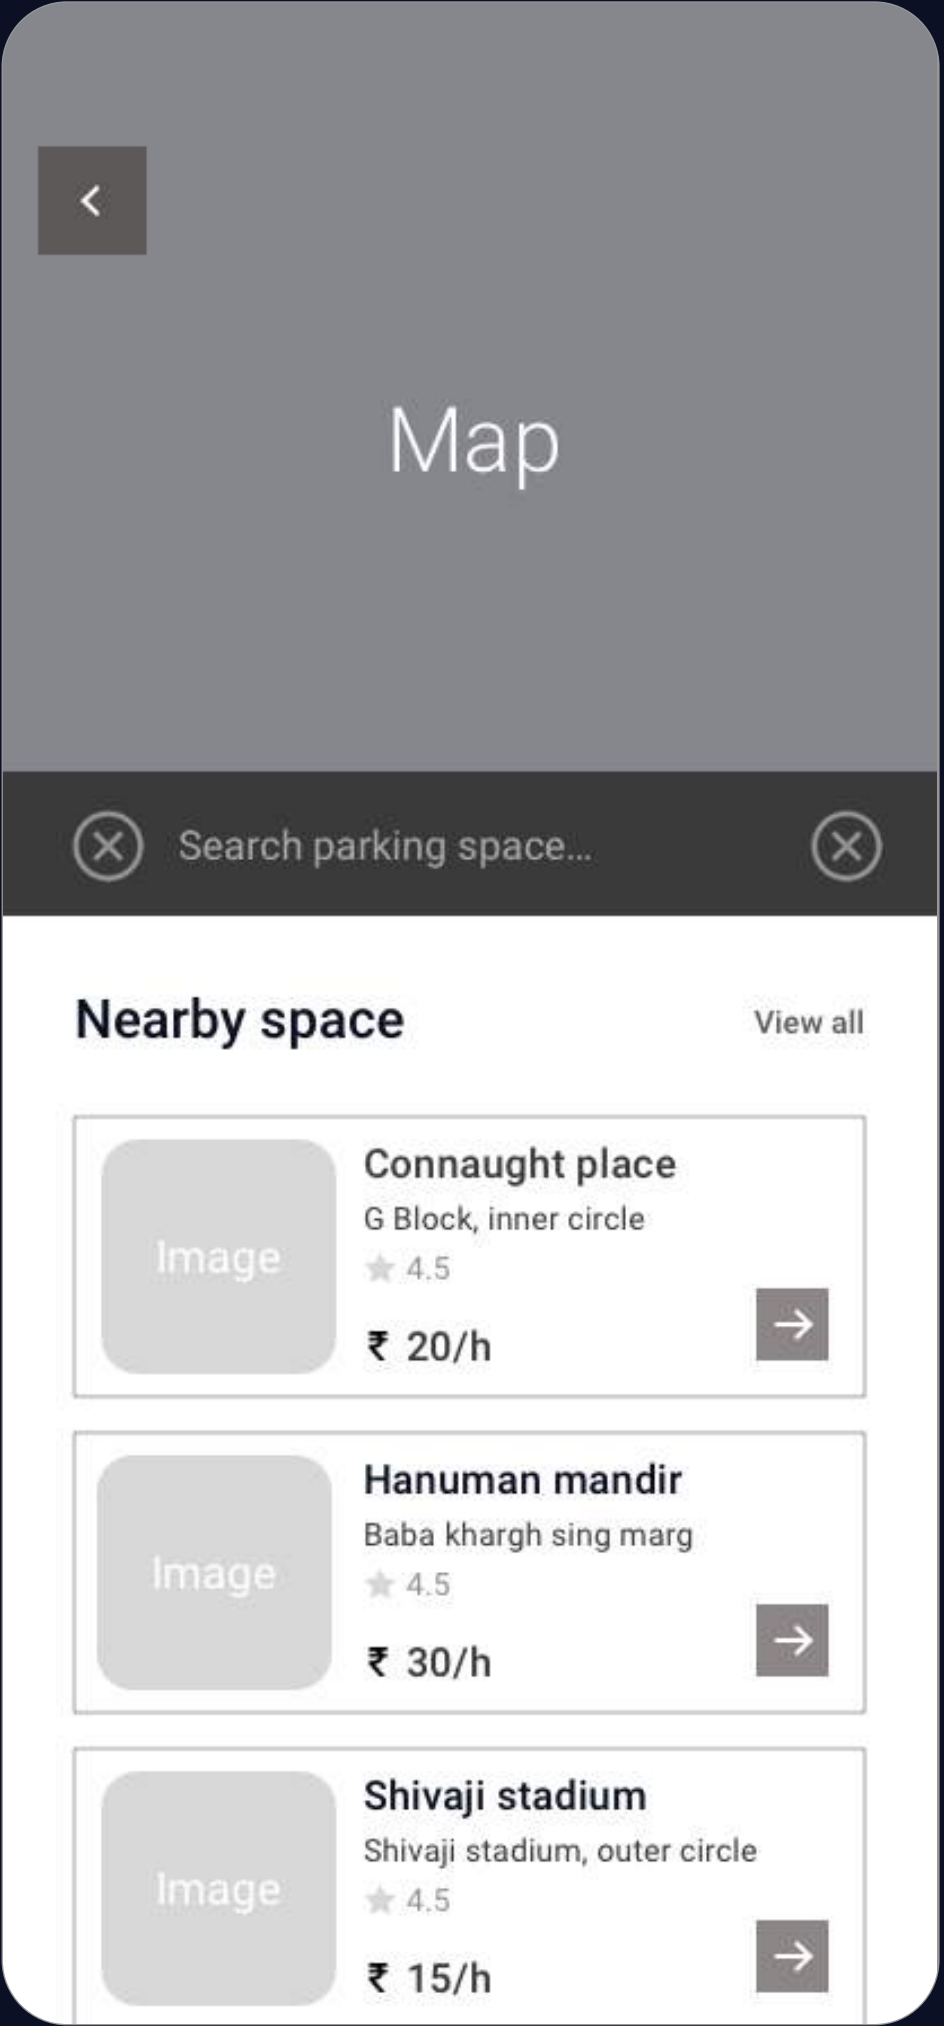 Map
Search parking space...
Nearby space
View all
Image
Connaught place
G Block, inner circle
4.5
₹ 20/h
Image
Hanuman mandir
Baba khargh sing marg
4.5
₹ 30/h
Image
Shivaji stadium
Shivaji stadium, outer circle
4.5
₹ 15/h